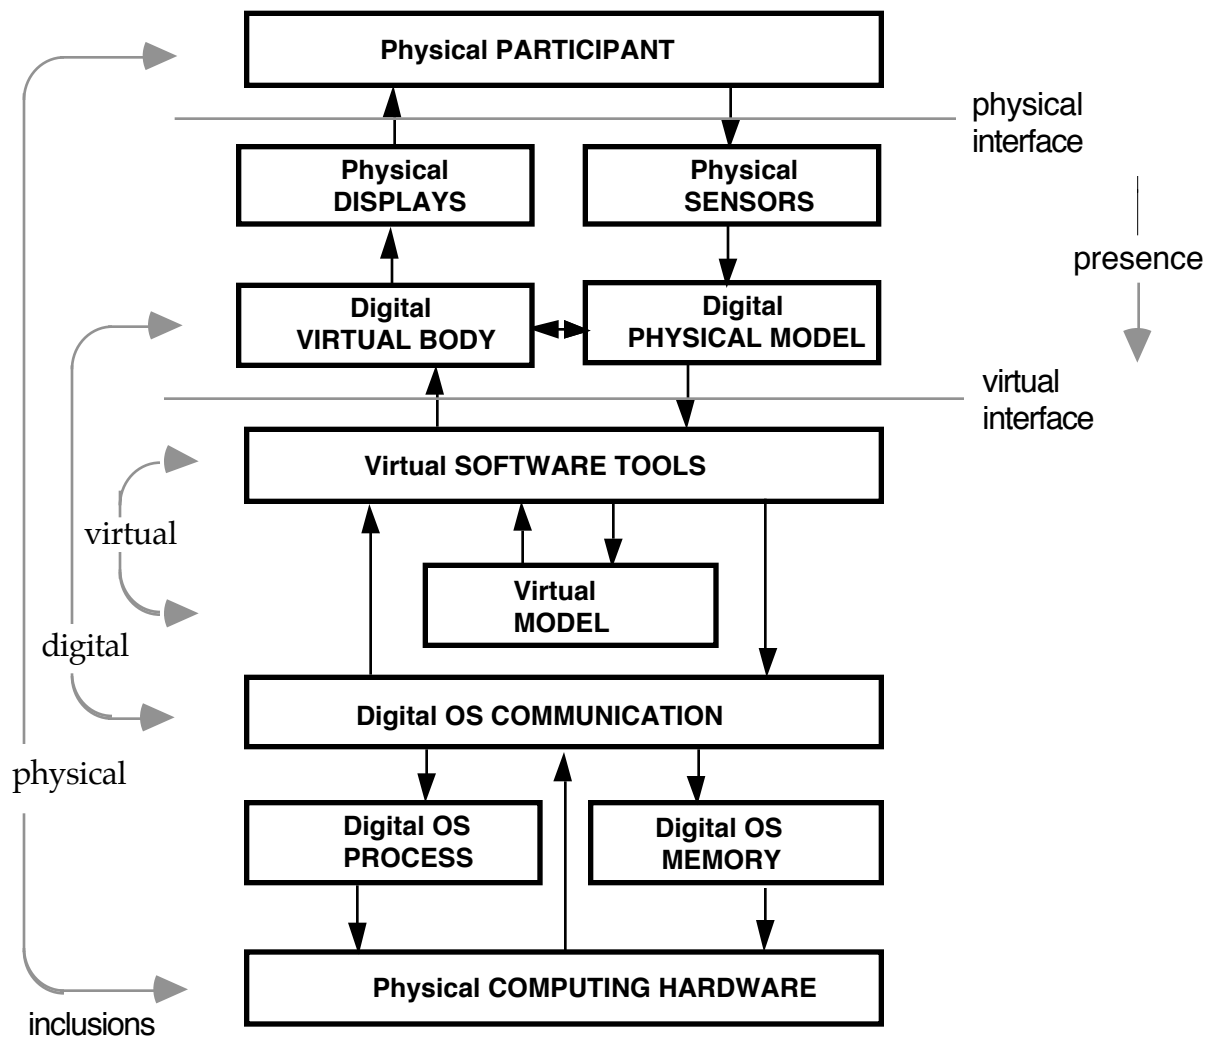 Physical PARTICIPANT
physical
interface
Physical
DISPLAYS
Physical
SENSORS
presence
Digital
VIRTUAL BODY
Digital
PHYSICAL MODEL
virtual
interface
Virtual SOFTWARE TOOLS
virtual
Virtual
MODEL
digital
Digital OS COMMUNICATION
physical
Digital OS
PROCESS
Digital OS
MEMORY
Physical COMPUTING HARDWARE
inclusions